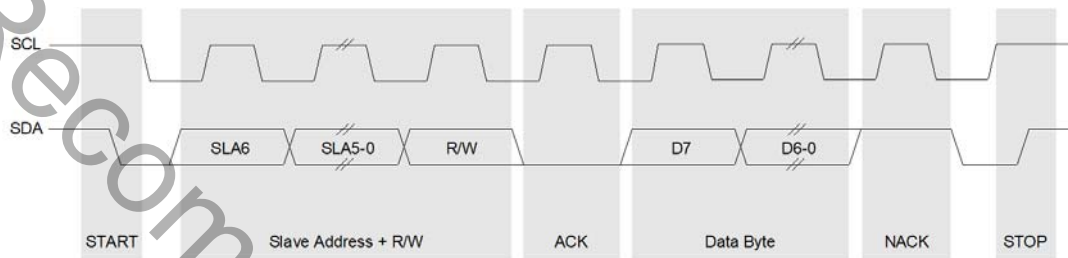 SCL
SDA
SLA6 SLA5-0 R/W D7 D6-0
START Slave Address + R/W ACK Data Byte NACK STOP